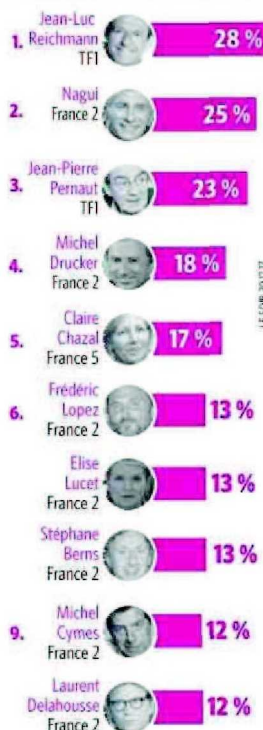 Jean-Luc
1. Reichmann 28 %
TF1
2. Nagui 25 %
France 2
Jean-Pierre
3. Pernaut 23 %
TF1
Michel
4. Drucker 18 %
France 2
Claire
5. Chazal 17 %
France 5
Frédéric
6. Lopez 13 %
France 2
Elise
Lucet 13 %
France 2
Stéphane
Berns 13 %
France 2
Michel
9. Cymes 12 %
France 2
Laurent
Delahousse 12 %
France 2
LE SOIR